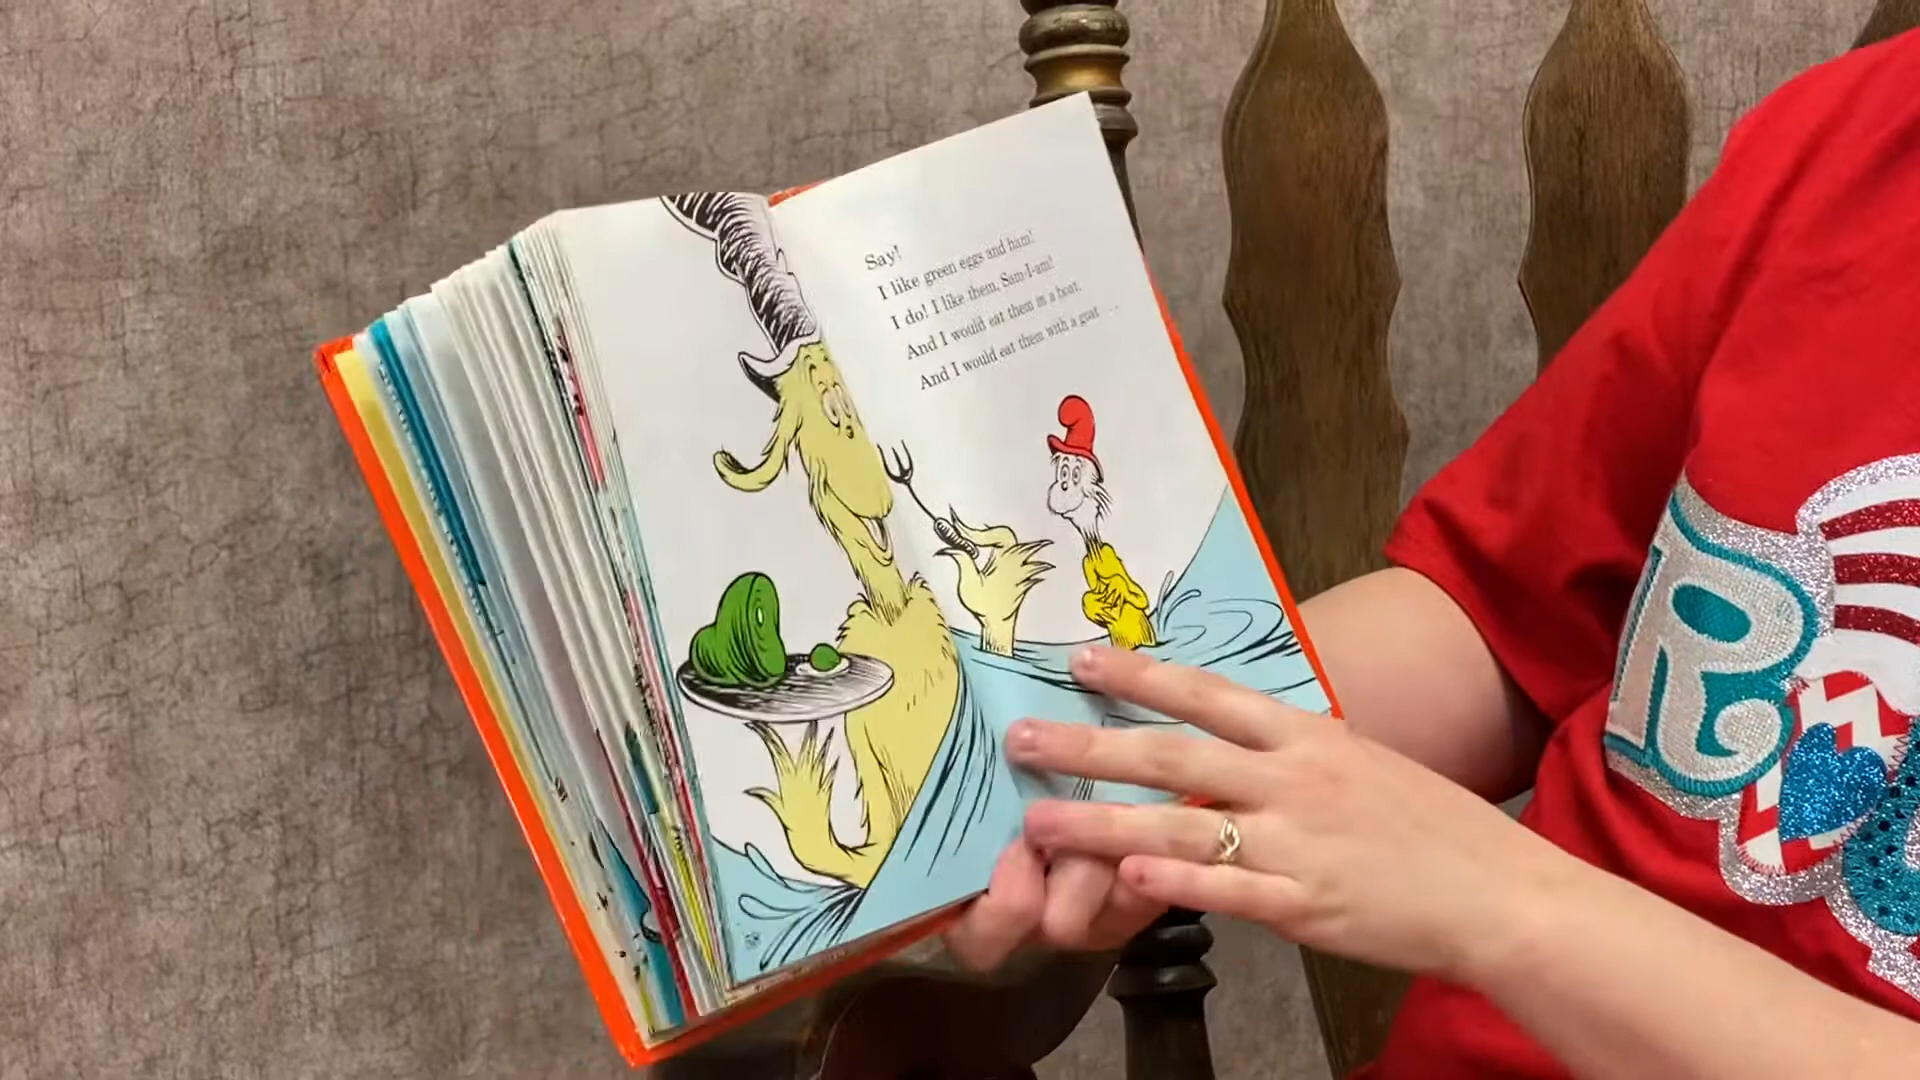 Say!
I like green eggs and ham!
I do! I like them, Sam-I-am!
And I would eat them in a boat.
And I would eat them with a goat . . .
R